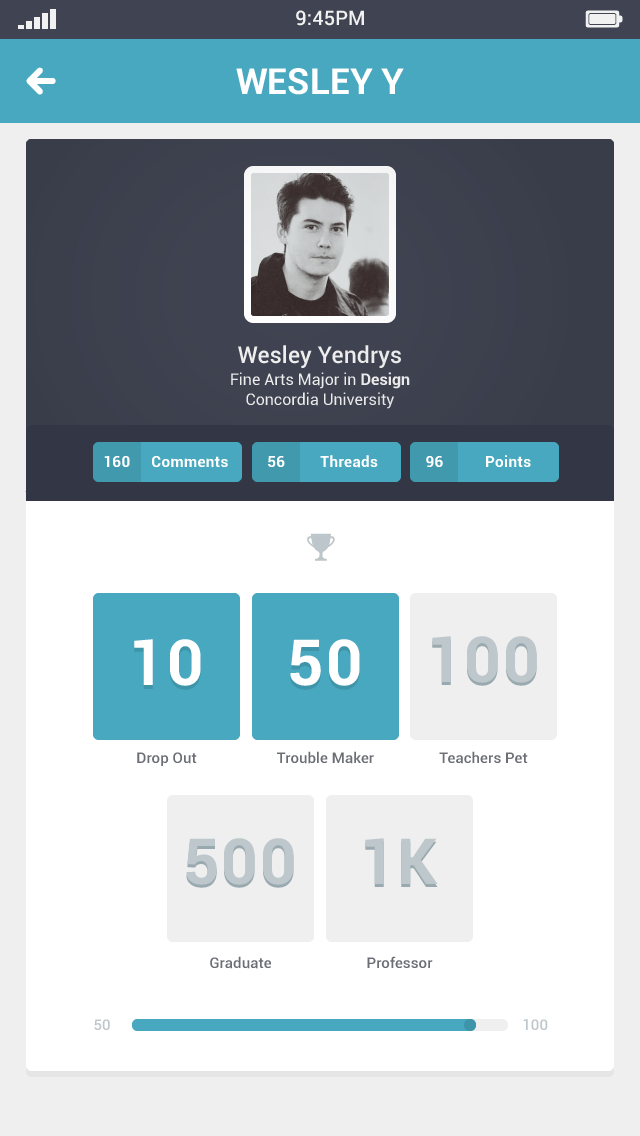 9:45PM
WESLEY Y
Wesley Yendrys
Fine Arts Major in Design
Concordia University
160 Comments 56 Threads 96 Points
10 50 100
Drop Out Trouble Maker Teachers Pet
500 1K
Graduate Professor
50 100